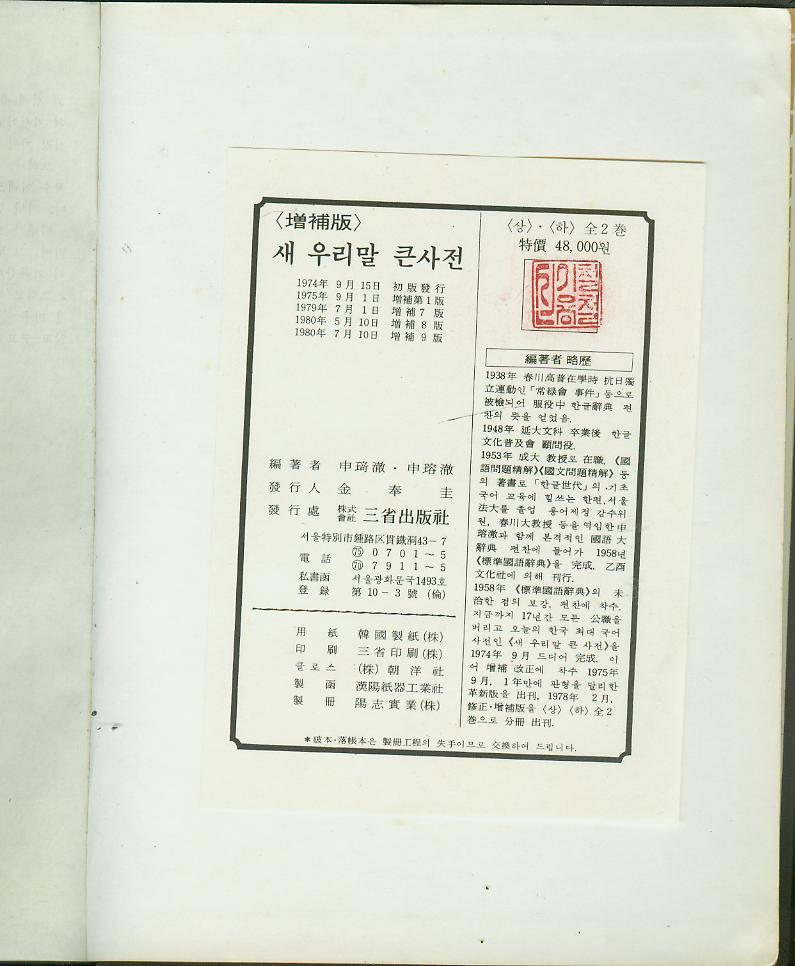 〈增補版〉
새 우리말 큰사전
1974年 9月 15日 初版發行
1975年 9月 1日 增補第1版
1979年 7月 1日 增補7版
1980年 5月 10日 增補8版
1980年 7月 10日 增補9版
編著者 申琦澈·申瑢澈
發行人 金奉圭
發行處 株式會社 三省出版社
서울特別市鍾路区貫鐵洞43-7
電話 ㊆ 0701~5
7911~5
私書函 서울광화문국1493호
登録 第10-3號 (倫)
用紙 韓國製紙(株)
印刷 三省印刷(株)
클로스 (株)朝洋社
製函 漢陽紙器工業社
製冊 陽志實業(株)
〈상〉·〈하〉 全2巻
特價 48,000원
編著者 略歷
1938年 春川高普在學時 抗日獨
立運動인「常緑會 事件」등으로
被檢되어 服役中 한글辭典 편
찬의 뜻을 얻었음.
1948年 延大文科 卒業後 한글
文化普及會 顧問役.
1953年 成大 敎授로 在職, 《國
語問題精解》《國文問題精解》 등
의 著書로「한글世代」의 기초
국어 교육에 힘쓰는 한편, 서울
法大를 졸업 용어제정 감수위
원, 春川大敎授 등을 역임한 申
瑢澈과 함께 본격적인 國語 大
辭典 편찬에 들어가 1958년
《標準國語辭典》을 完成, 乙酉
文化社에 의해 刊行.
1958年 《標準國語辭典》의 未
治한 점의 보강, 편찬에 착수.
지금까지 17년간 모든 公職을
버리고 오늘의 한국 최대 국어
사전인 《새 우리말 큰 사전》을
1974年 9月 드디어 完成. 이
어 增補 改正에 착수 1975年
9月, 1年만에 판형을 달리한
革新版을 出刊, 1978年 2月,
修正·增補版을 〈상〉〈하〉 全2
巻으로 分冊 出刊.
*破本·落帳本은 製冊工程의 失手이므로 交換하여 드립니다.